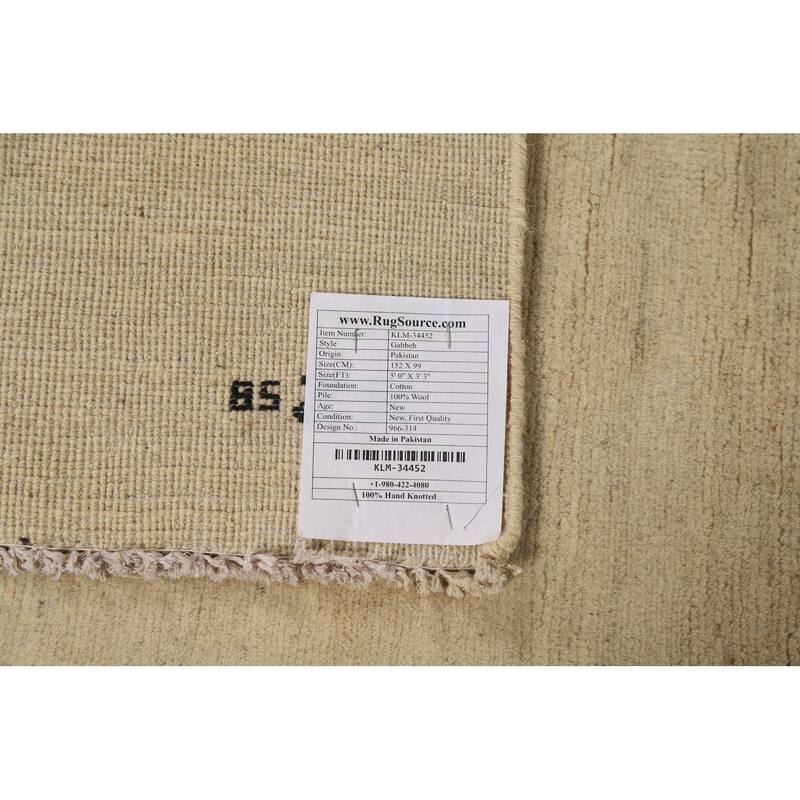 www.RugSource.com
Item Number: KLM-34452
Style Gabbeh
Origin Pakistan
Size(CM): 152 X 99
Size(FT): 5' 0" X 3' 3"
Foundation: Cotton
Pile: 100% Wool
Age: New
Condition: New, First Quality
Design No.: 966-314
Made in Pakistan
KLM-34452
+1-980-422-4080
100% Hand Knotted